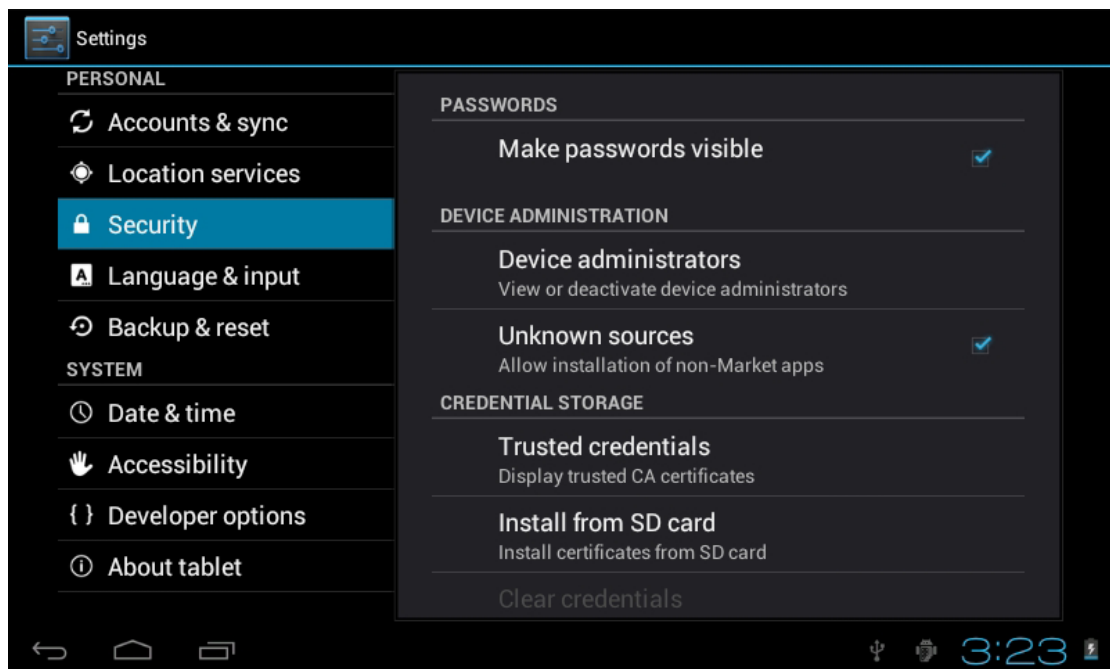 Settings
PERSONAL
Accounts & sync
Location services
Security
Language & input
Backup & reset
SYSTEM
Date & time
Accessibility
{ } Developer options
About tablet
PASSWORDS
Make passwords visible
DEVICE ADMINISTRATION
Device administrators
View or deactivate device administrators
Unknown sources
Allow installation of non-Market apps
CREDENTIAL STORAGE
Trusted credentials
Display trusted CA certificates
Install from SD card
Install certificates from SD card
Clear credentials
3:23